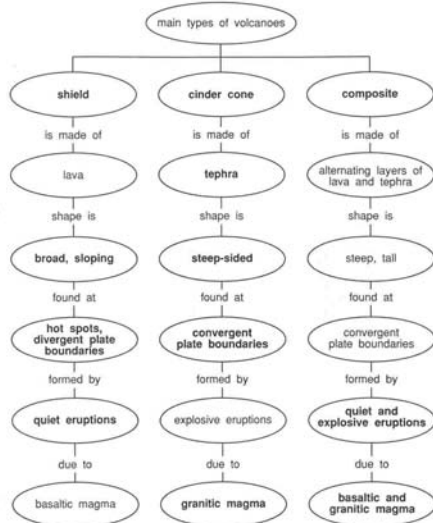 main types of volcanoes
shield
cinder cone
composite
is made of
is made of
is made of
lava
tephra
alternating layers of
lava and tephra
shape is
shape is
shape is
broad, sloping
steep-sided
steep, tall
found at
found at
found at
hot spots,
divergent plate
boundaries
convergent
plate boundaries
convergent
plate boundaries
formed by
formed by
formed by
quiet eruptions
explosive eruptions
quiet and
explosive eruptions
due to
due to
due to
basaltic magma
granitic magma
basaltic and
granitic magma